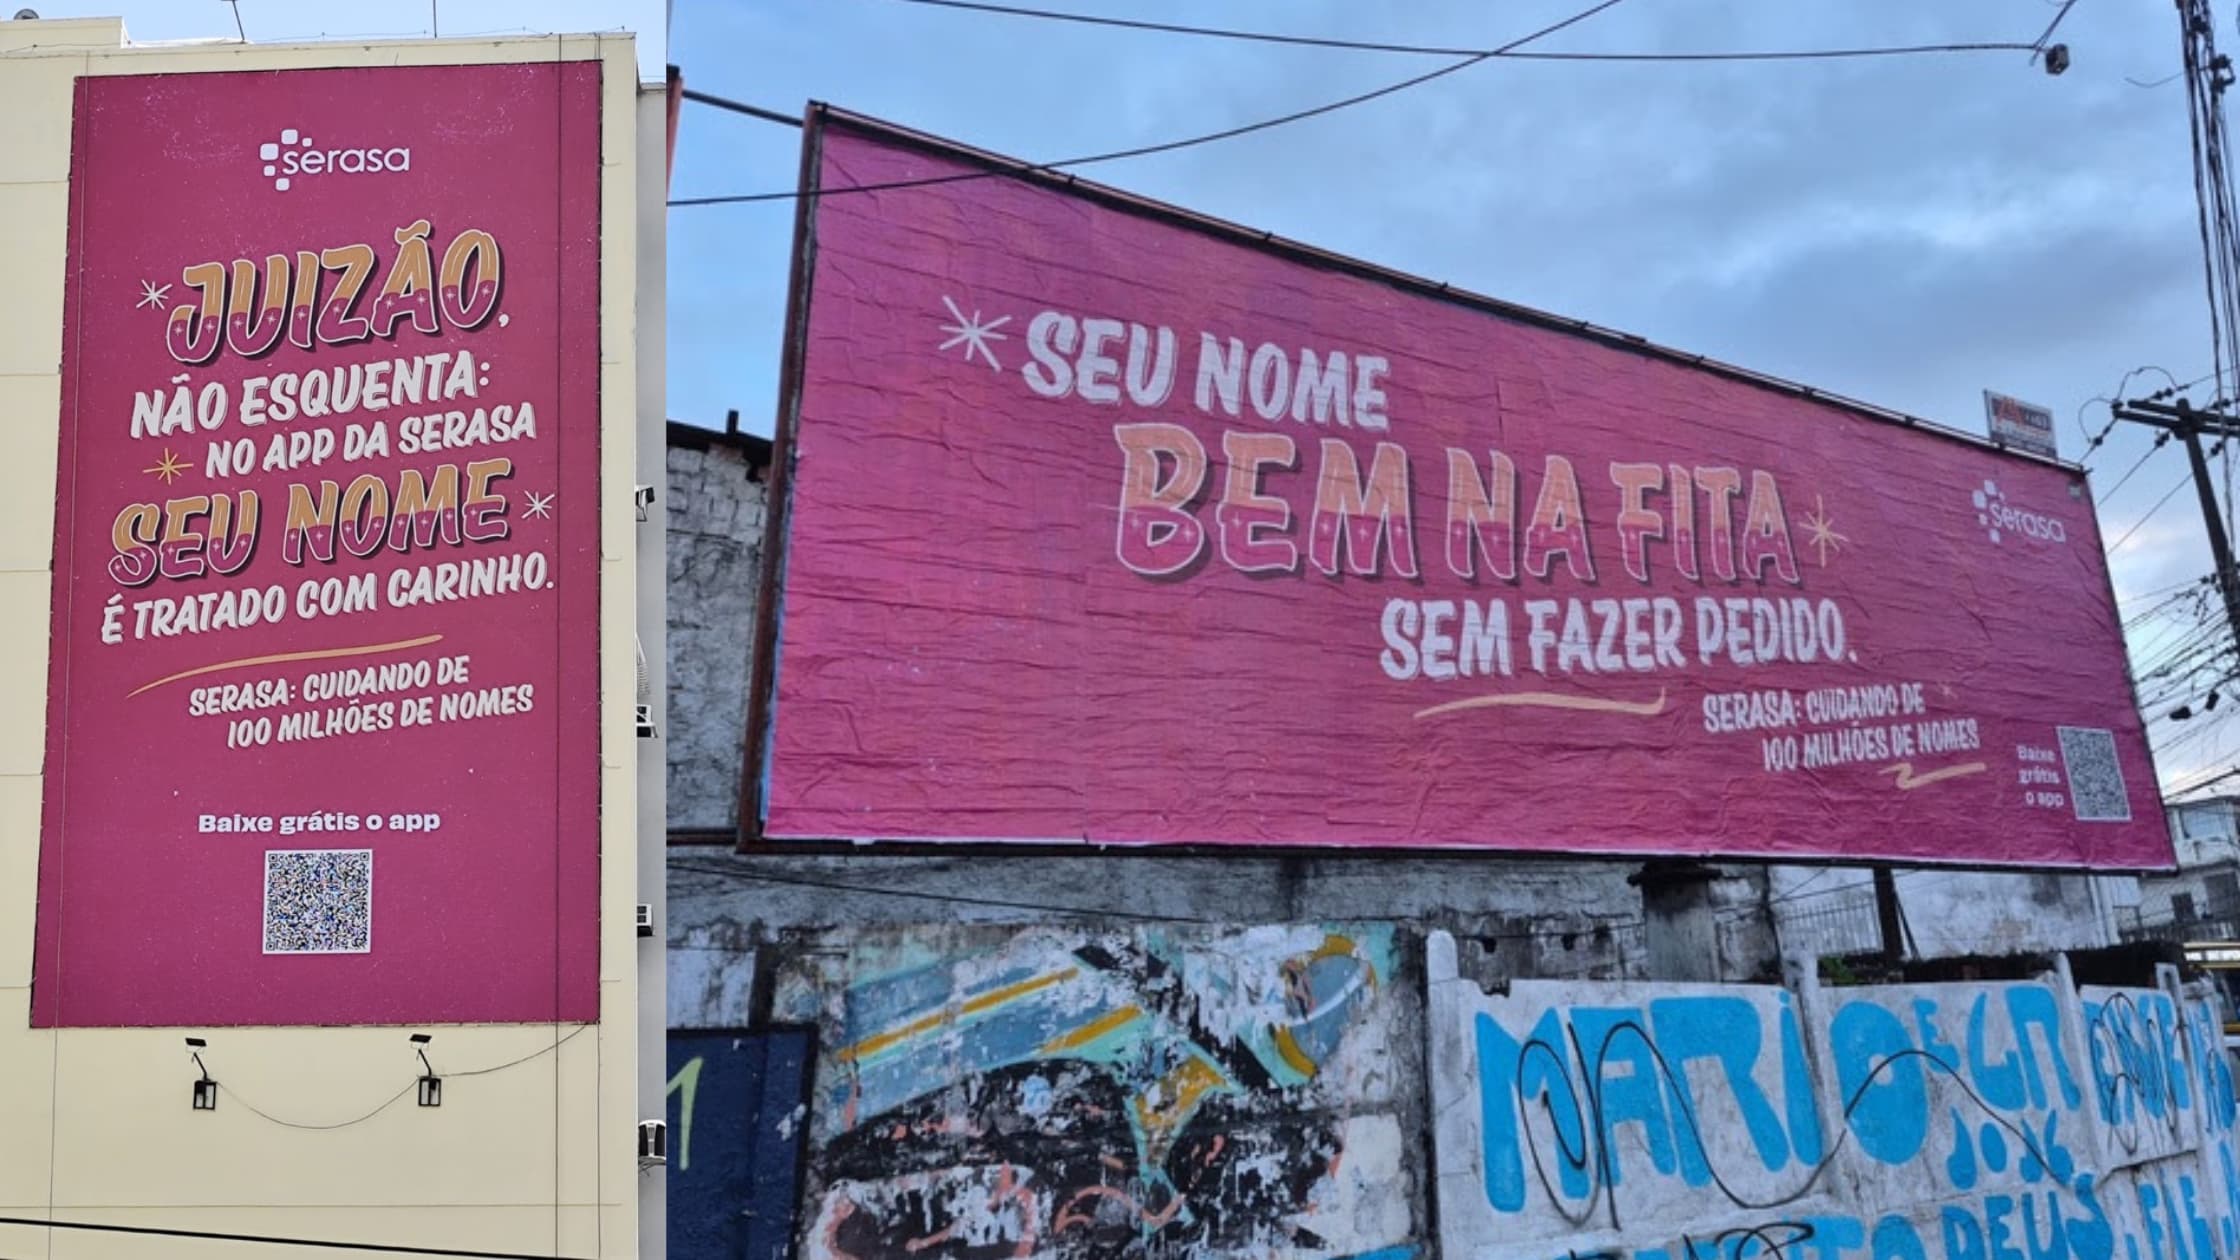 serasa
JUIZÃO,
NÃO ESQUENTA:
NO APP DA SERASA
SEU NOME
É TRATADO COM CARINHO.
SERASA: CUIDANDO DE
100 MILHÕES DE NOMES
Baixe grátis o app
SEU NOME
BEM NA FITA
SEM FAZER PEDIDO.
serasa
SERASA: CUIDANDO DE
100 MILHÕES DE NOMES
Baixe
grátis
o app
MARIO E
DEUS